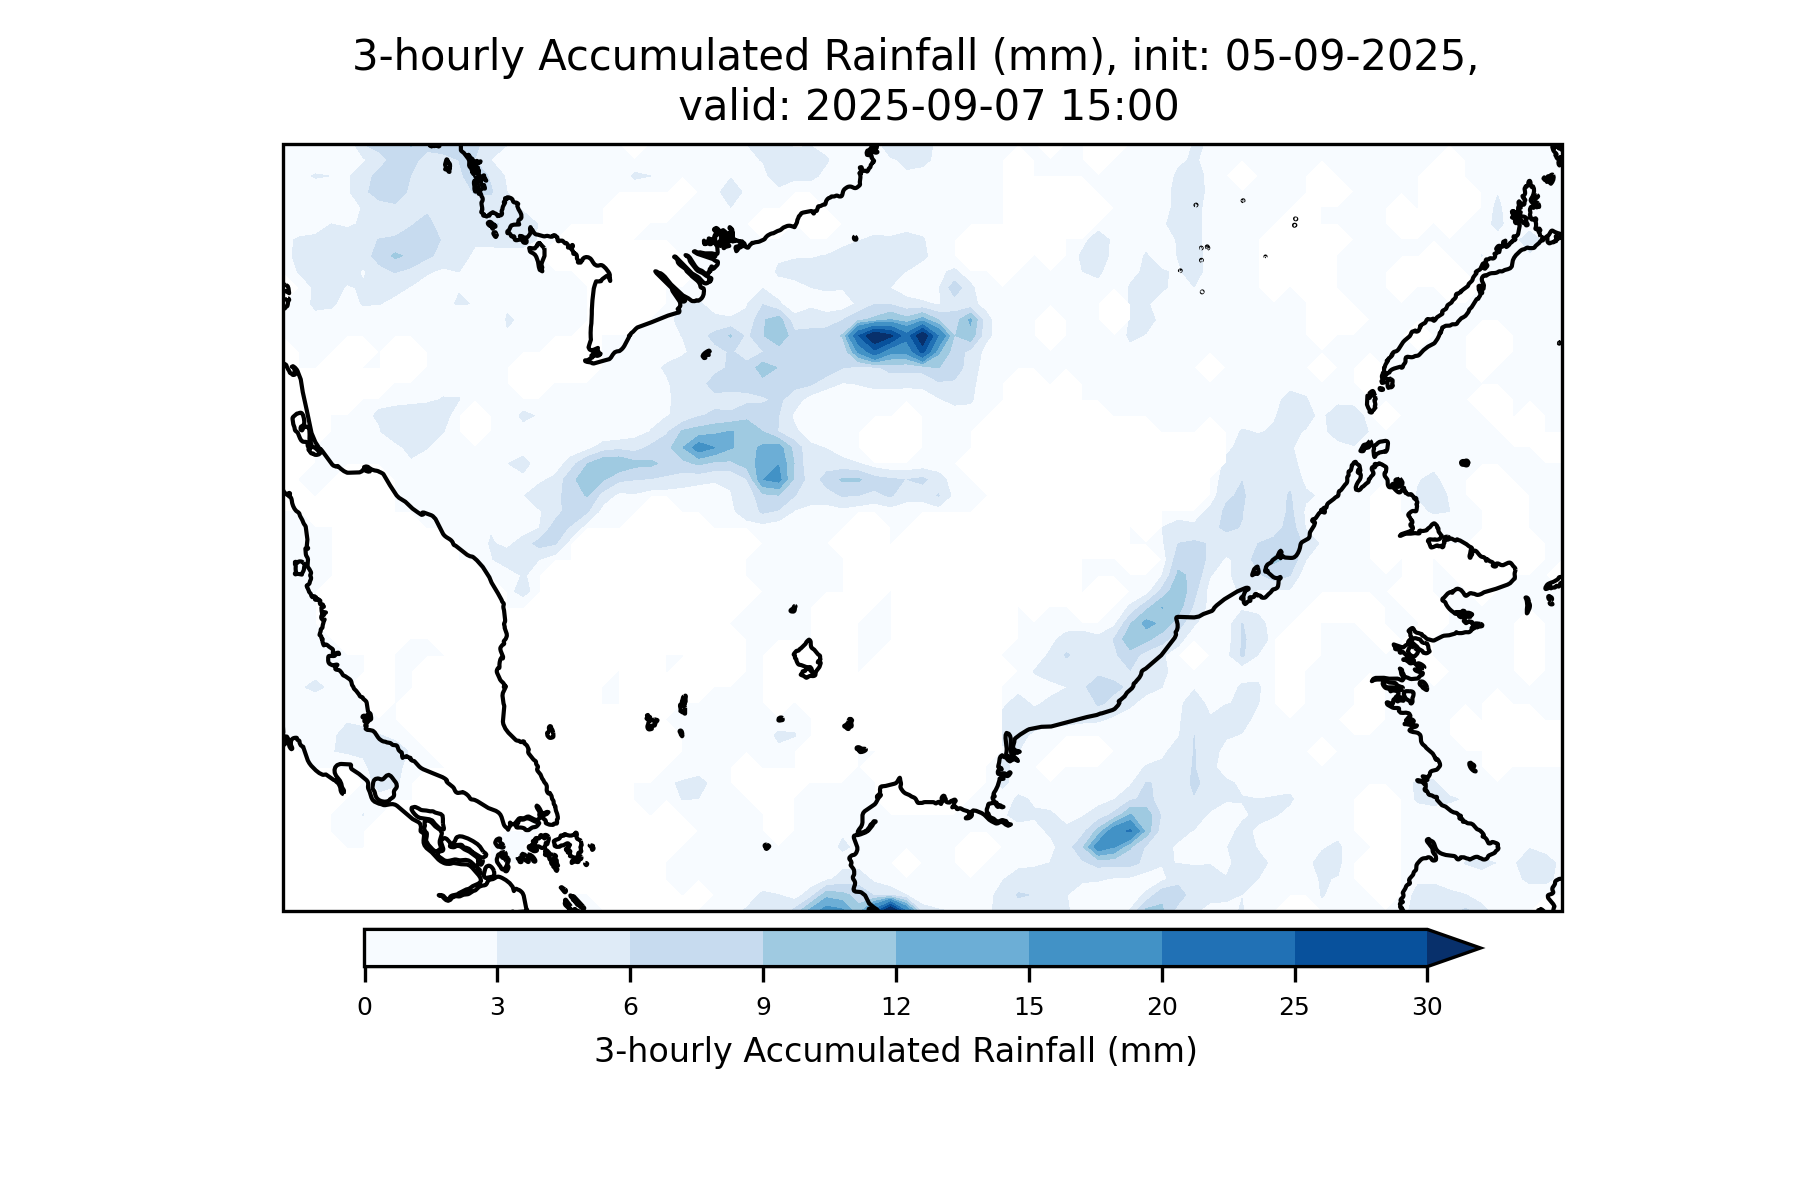 3-hourly Accumulated Rainfall (mm), init: 05-09-2025,
valid: 2025-09-07 15:00
0 3 6 9 12 15 20 25 30
3-hourly Accumulated Rainfall (mm)